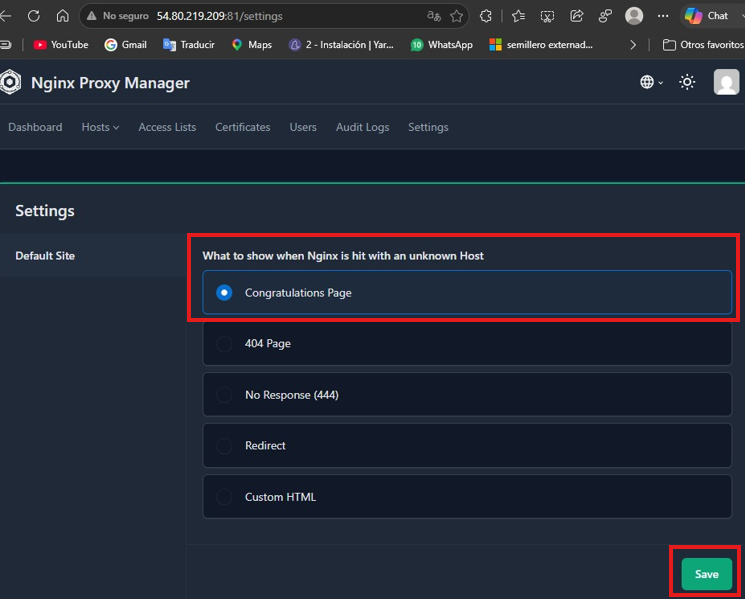 No seguro 54.80.219.209:81/settings
Chat
YouTube Gmail Traducir Maps 2 - Instalación (Yar... 10 WhatsApp semillero externad... Otros favoritos
Nginx Proxy Manager
Dashboard Hosts Access Lists Certificates Users Audit Logs Settings
Settings
Default Site
What to show when Nginx is hit with an unknown Host
Congratulations Page
404 Page
No Response (444)
Redirect
Custom HTML
Save